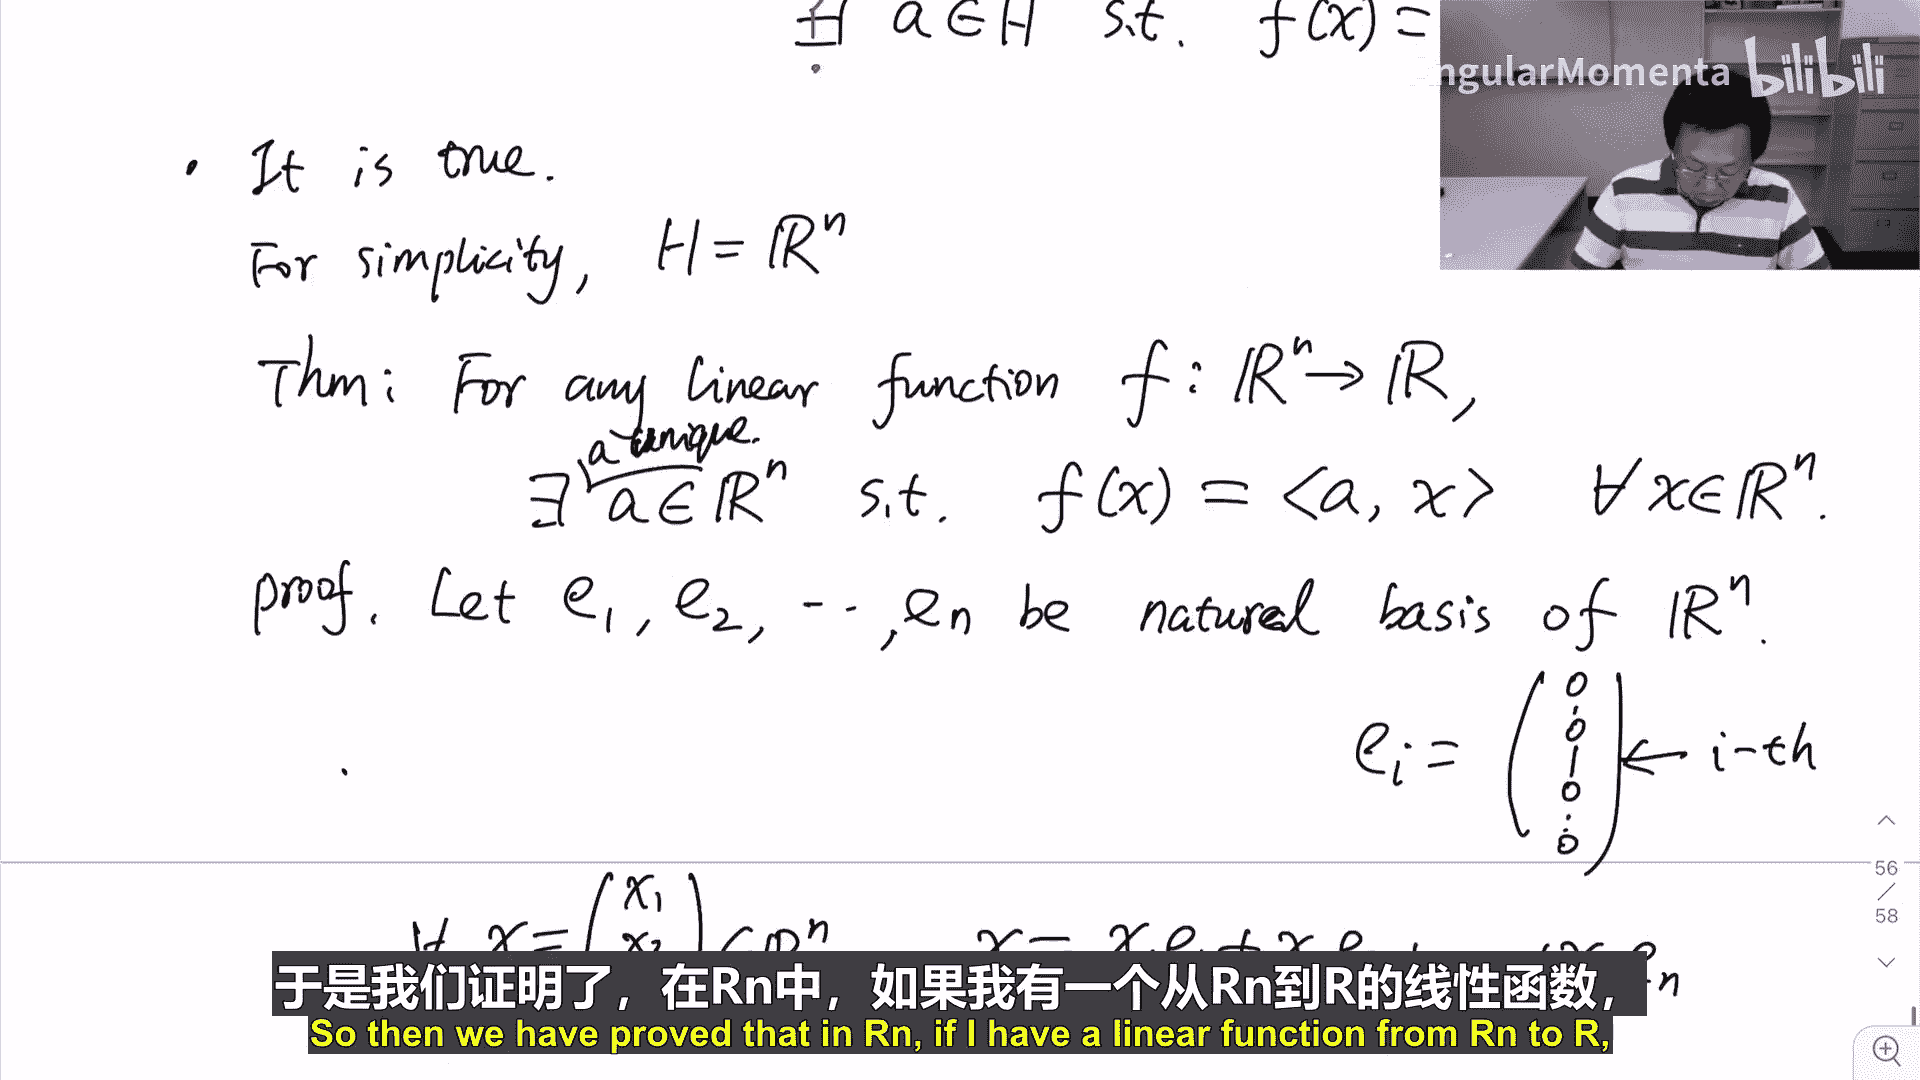 ∃ a ∈ H s.t. f(x) =
ngularMomenta bilibili
• It is true.
For simplicity, H = ℝⁿ
Thm: For any linear function f: ℝⁿ → ℝ,
a unique.
∃ a ∈ ℝⁿ s.t. f(x) = <a, x> ∀ x ∈ ℝⁿ.
proof. Let e₁, e₂, ..., eₙ be natural basis of ℝⁿ.
eᵢ = (0 ⋮ 0 1 0 ⋮ 0) ← i-th
56
/
58
∀ x = (x₁ x₂ ) ∈ ℝⁿ x = x e + x e
于是我们证明了，在Rn中，如果我有一个从Rn到R的线性函数，
So then we have proved that in Rn, if I have a linear function from Rn to R,